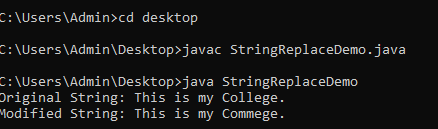 C:\Users\Admin>cd desktop
C:\Users\Admin\Desktop>javac StringReplaceDemo.java
C:\Users\Admin\Desktop>java StringReplaceDemo
Original String: This is my College.
Modified String: This is my Commege.